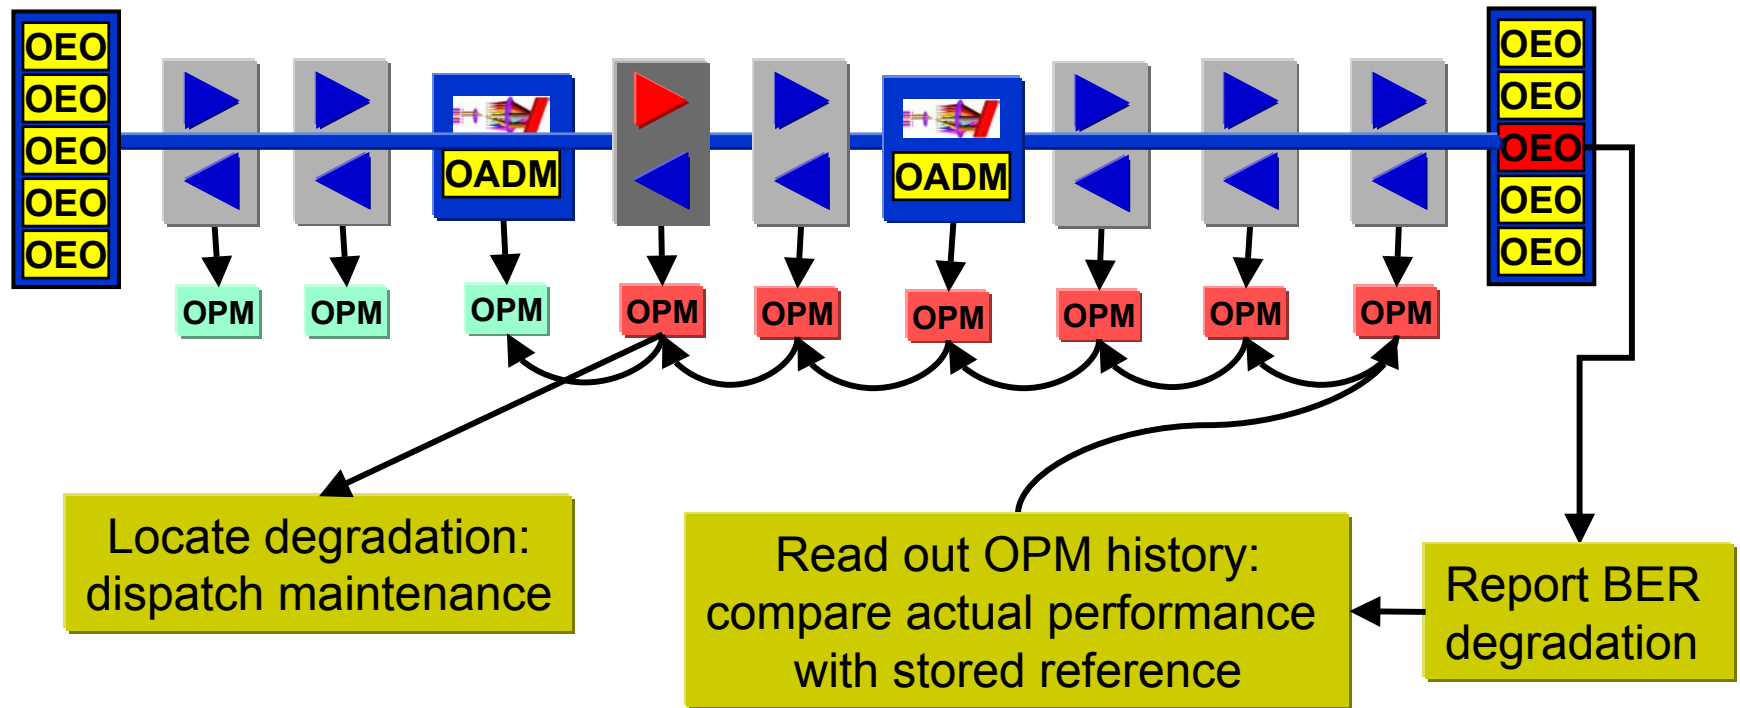 OEO
OEO
OEO
OEO
OEO
OADM
OADM
OEO
OEO
OEO
OEO
OEO
OPM
OPM
OPM
OPM
OPM
OPM
OPM
OPM
OPM
Locate degradation:
dispatch maintenance
Read out OPM history:
compare actual performance
with stored reference
Report BER
degradation